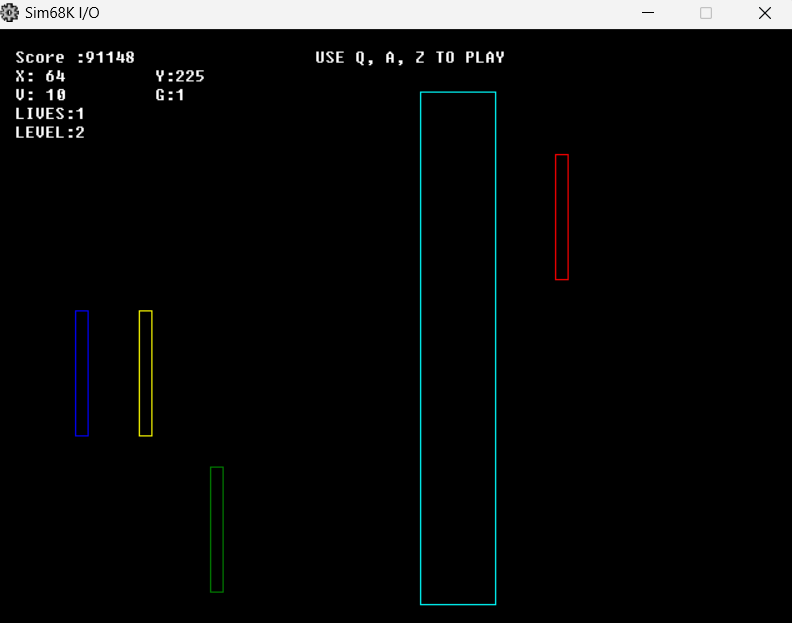 Sim68K I/O
Score :91148 USE Q, A, Z TO PLAY
X: 64 Y:225
V: 10 G:1
LIVES:1
LEVEL:2